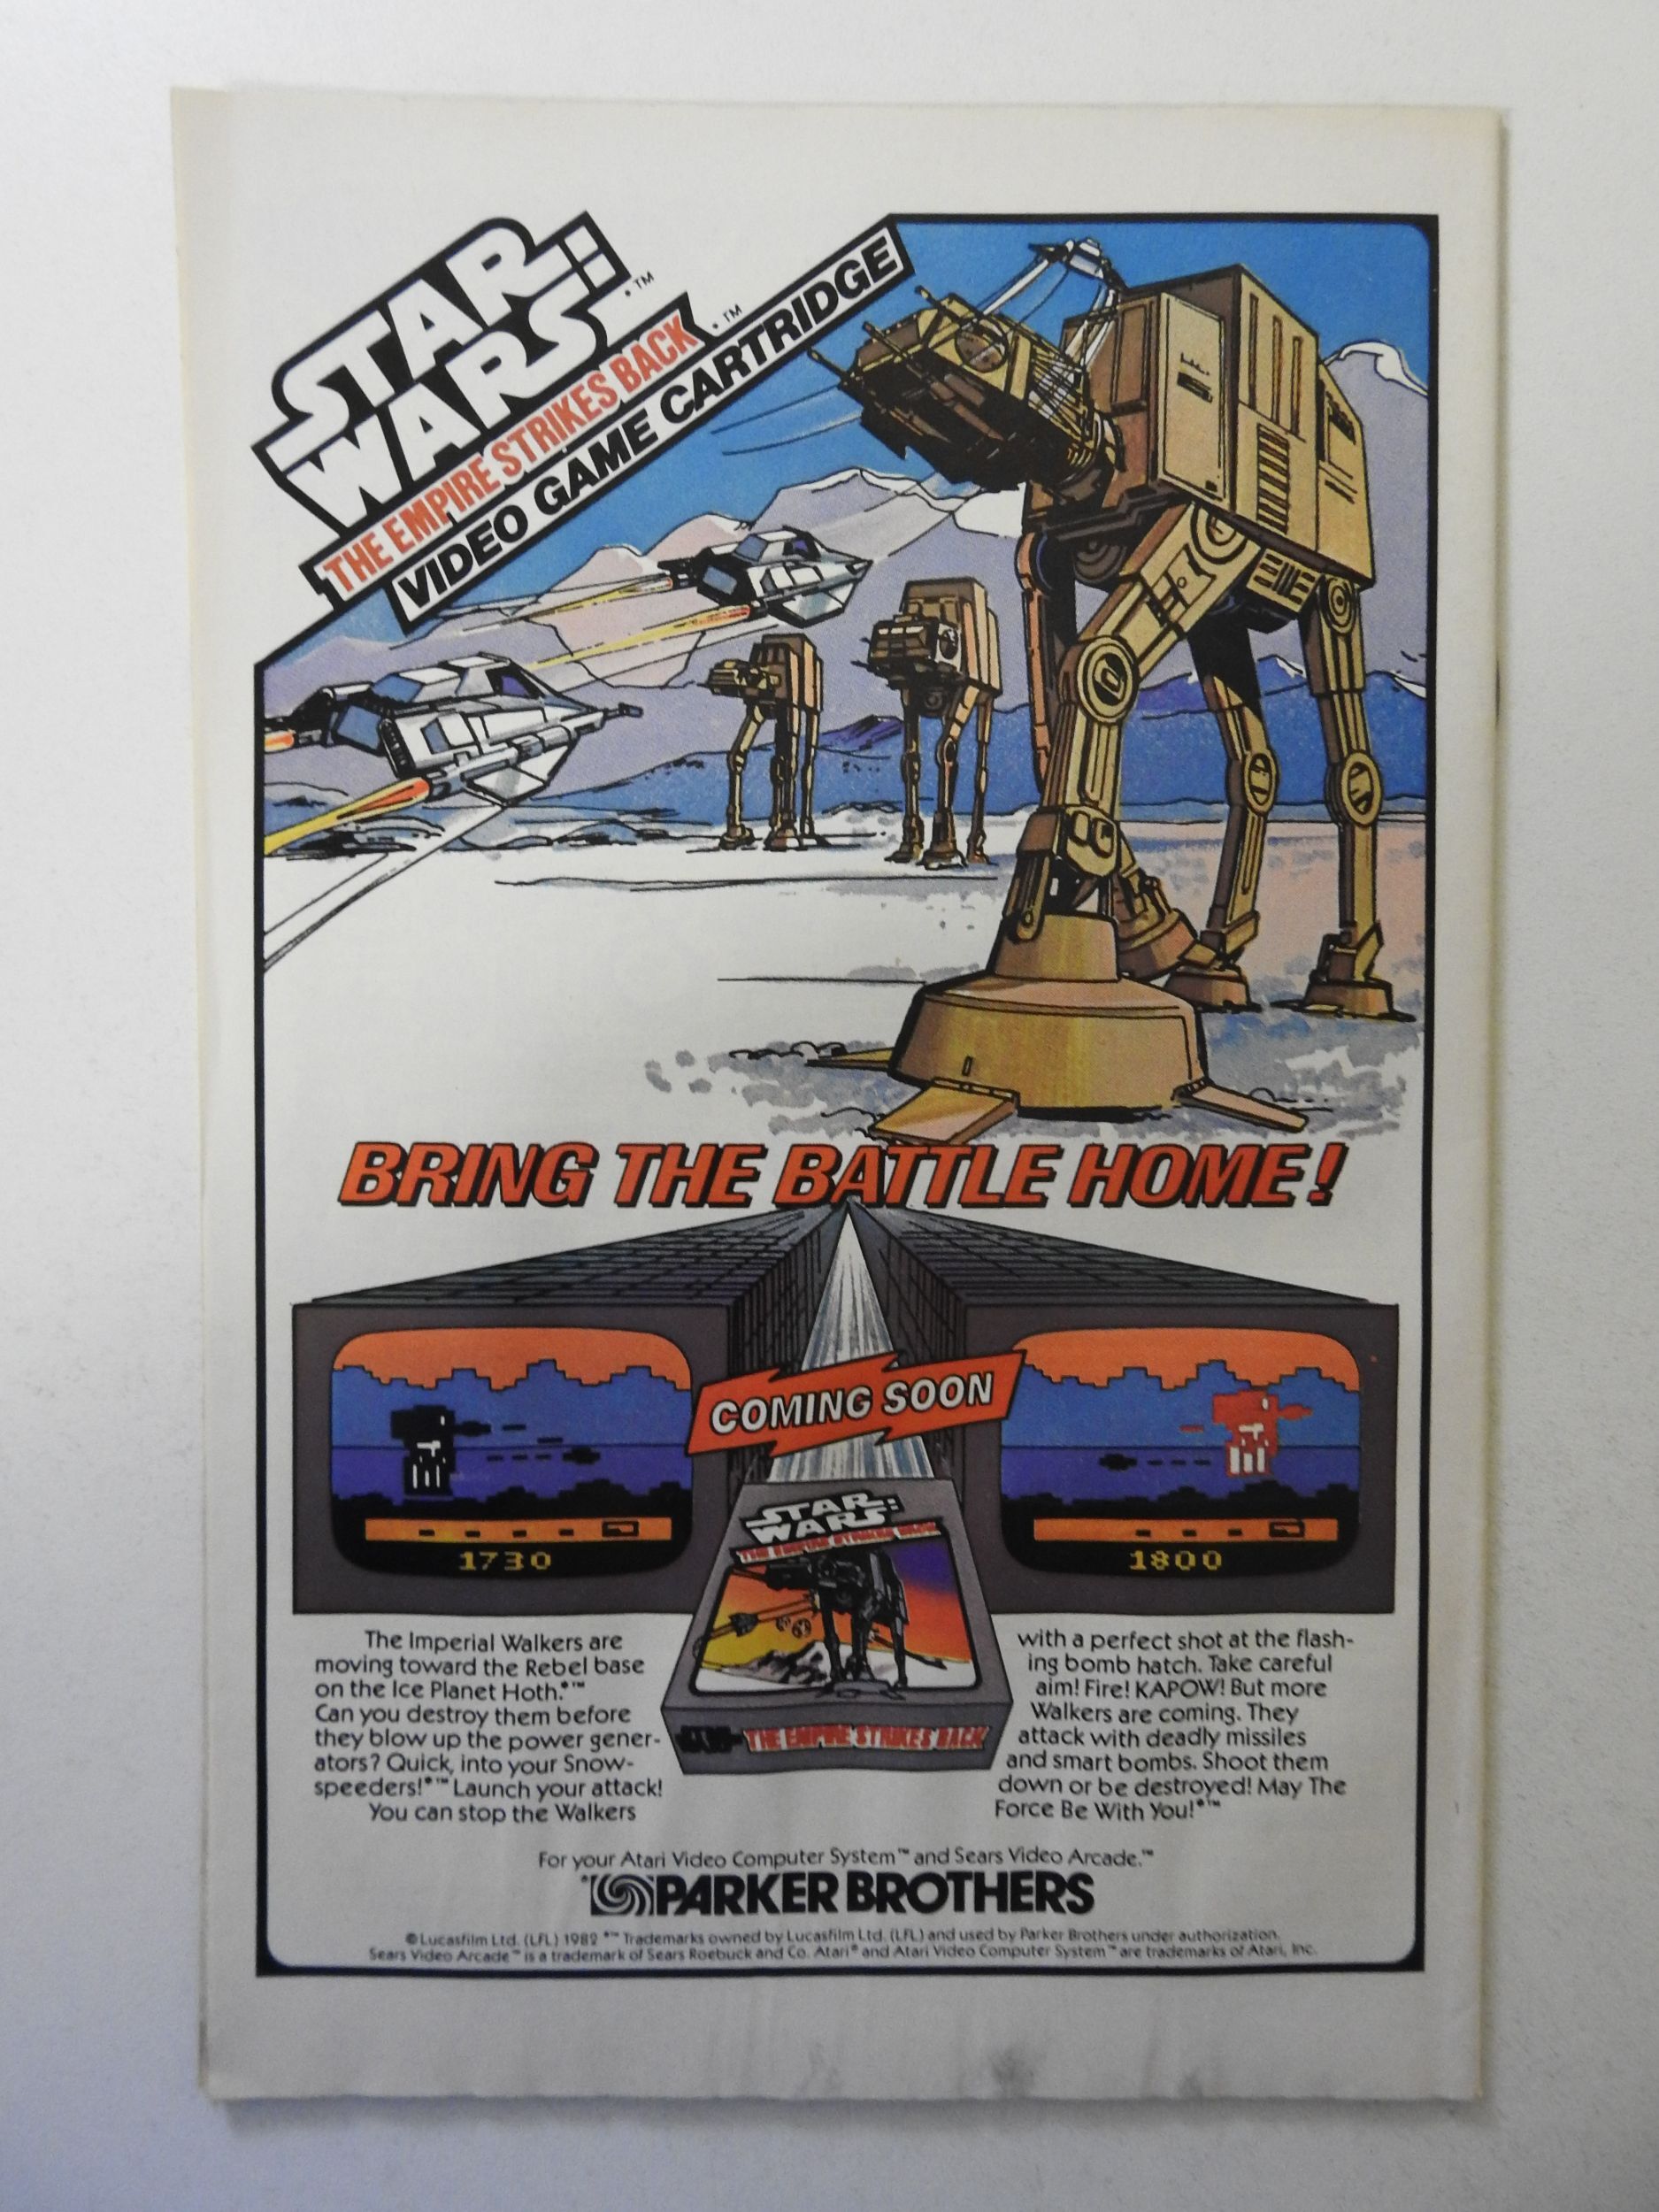 STAR
WARS
THE EMPIRE STRIKES BACK
VIDEO GAME CARTRIDGE
BRING THE BATTLE HOME!
COMING SOON
1730
1800
STAR
WARS
THE EMPIRE STRIKES BACK
THE EMPIRE STRIKES BACK
The Imperial Walkers are
moving toward the Rebel base
on the Ice Planet Hoth.*™
Can you destroy them before
they blow up the power gener-
ators? Quick, into your Snow-
speeders!*™ Launch your attack!
You can stop the Walkers
with a perfect shot at the flash-
ing bomb hatch. Take careful
aim! Fire! KAPOW! But more
Walkers are coming. They
attack with deadly missiles
and smart bombs. Shoot them
down or be destroyed! May The
Force Be With You!*™
For your Atari Video Computer System™ and Sears Video Arcade.™
PARKER BROTHERS
© Lucasfilm Ltd. (LFL) 1982 *™ Trademarks owned by Lucasfilm Ltd. (LFL) and used by Parker Brothers under authorization.
Sears Video Arcade™ is a trademark of Sears Roebuck and Co. Atari® and Atari Video Computer System™ are trademarks of Atari, Inc.